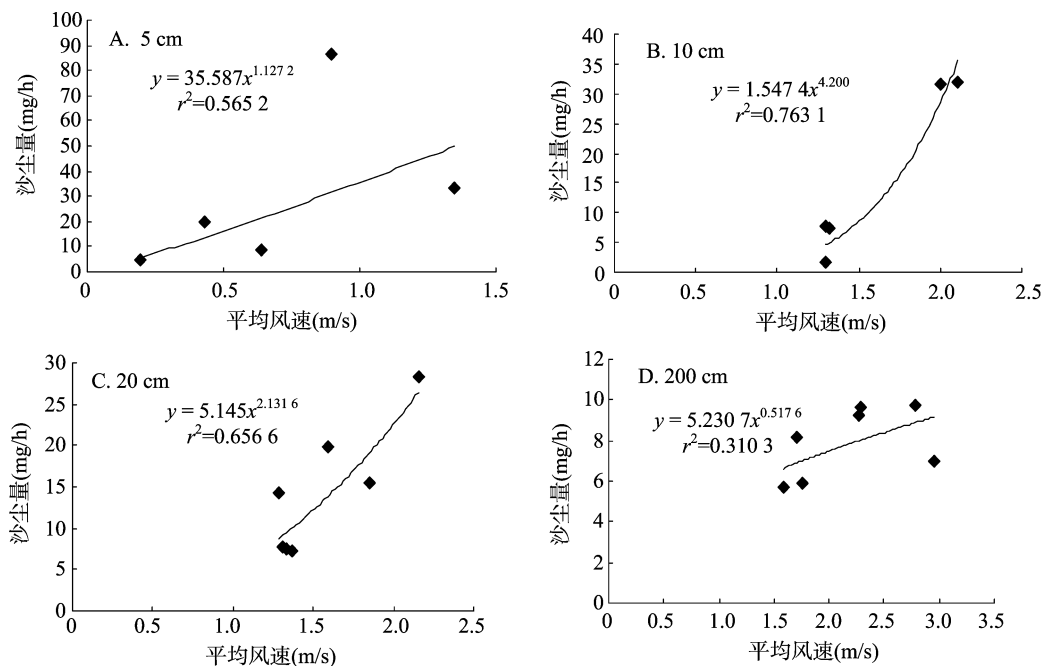 A. 5 cm
y = 35.587x^1.127 2
r²=0.565 2
沙尘量(mg/h)
100
90
80
70
60
50
40
30
20
10
0
0 0.5 1.0 1.5
平均风速(m/s)
B. 10 cm
y = 1.547 4x^4.200
r²=0.763 1
沙尘量(mg/h)
40
35
30
25
20
15
10
5
0
0 0.5 1.0 1.5 2.0 2.5
平均风速(m/s)
C. 20 cm
y = 5.145x^2.131 6
r²=0.656 6
沙尘量(mg/h)
30
25
20
15
10
5
0
0 0.5 1.0 1.5 2.0 2.5
平均风速(m/s)
D. 200 cm
y = 5.230 7x^0.517 6
r²=0.310 3
沙尘量(mg/h)
12
10
8
6
4
2
0
0 0.5 1.0 1.5 2.0 2.5 3.0 3.5
平均风速(m/s)